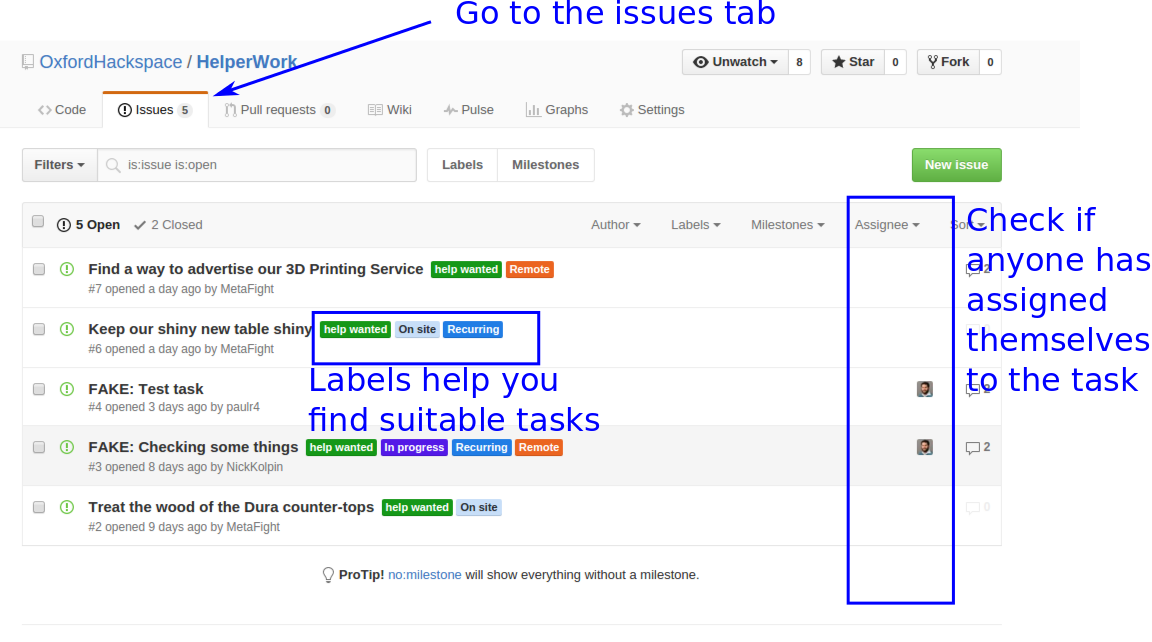 Go to the issues tab
OxfordHackspace / HelperWork
Unwatch 8 Star 0 Fork 0
Code Issues 5 Pull requests 0 Wiki Pulse Graphs Settings
Filters is:issue is:open Labels Milestones New issue
5 Open 2 Closed Author Labels Milestones Assignee Sort
Check if
anyone has
assigned
themselves
to the task
Find a way to advertise our 3D Printing Service help wanted Remote 2
#7 opened a day ago by MetaFight
Keep our shiny new table shiny help wanted On site Recurring
#6 opened a day ago by MetaFight
Labels help you
find suitable tasks
FAKE: Test task 2
#4 opened 3 days ago by paulr4
FAKE: Checking some things help wanted In progress Recurring Remote 2
#3 opened 8 days ago by NickKolpin
Treat the wood of the Dura counter-tops help wanted On site 0
#2 opened 9 days ago by MetaFight
ProTip! no:milestone will show everything without a milestone.